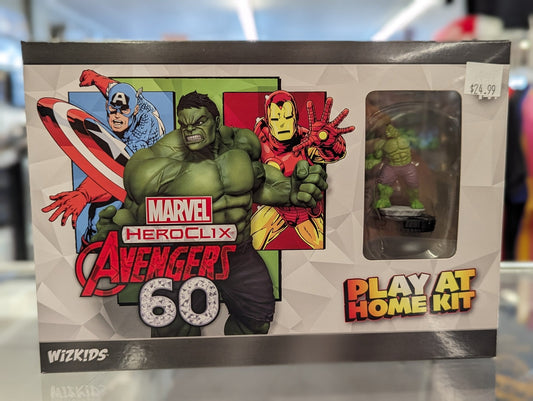 $24.99
MARVEL
HEROCLIX
AVENGERS
60
PLAY AT
HOME KIT
WIZKIDS